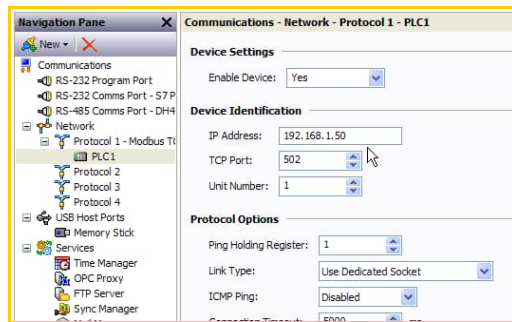 Navigation Pane X
New
Communications
RS-232 Program Port
RS-232 Comms Port - S7 P
RS-485 Comms Port - DH4
Network
Protocol 1 - Modbus T
PLC1
Protocol 2
Protocol 3
Protocol 4
USB Host Ports
Memory Stick
Services
Time Manager
OPC Proxy
FTP Server
Sync Manager
Communications - Network - Protocol 1 - PLC1
Device Settings
Enable Device: Yes
Device Identification
IP Address: 192.168.1.50
TCP Port: 502
Unit Number: 1
Protocol Options
Ping Holding Register: 1
Link Type: Use Dedicated Socket
ICMP Ping: Disabled
Connection Timeout: 5000 ms